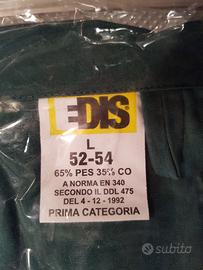 EDIS
L
52-54
65% PES 35% CO
A NORMA EN 340
SECONDO IL DDL 475
DEL 4 - 12 - 1992
PRIMA CATEGORIA
subito